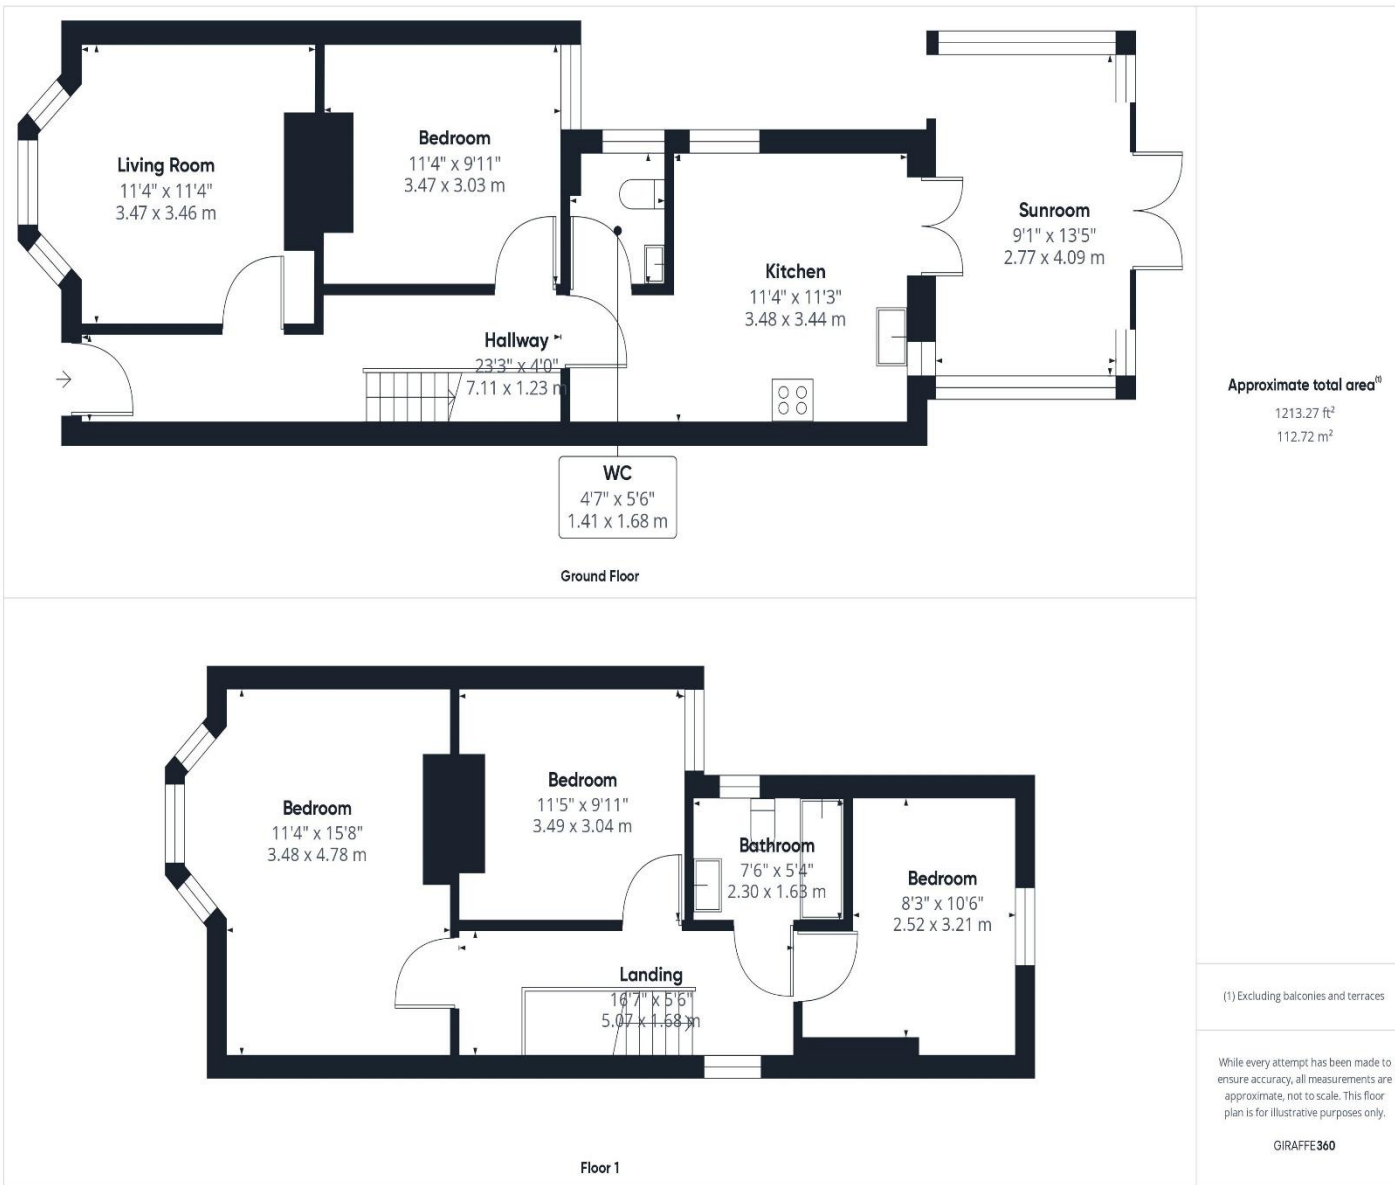 Living Room
11'4" x 11'4"
3.47 x 3.46 m
Bedroom
11'4" x 9'11"
3.47 x 3.03 m
Hallway
23'3" x 4'0"
7.11 x 1.23 m
WC
4'7" x 5'6"
1.41 x 1.68 m
Kitchen
11'4" x 11'3"
3.48 x 3.44 m
Sunroom
9'1" x 13'5"
2.77 x 4.09 m
Ground Floor
Bedroom
11'4" x 15'8"
3.48 x 4.78 m
Bedroom
11'5" x 9'11"
3.49 x 3.04 m
Bathroom
7'6" x 5'4"
2.30 x 1.63 m
Bedroom
8'3" x 10'6"
2.52 x 3.21 m
Landing
16'7" x 5'6"
5.07 x 1.68 m
Floor 1
Approximate total area⁽¹⁾
1213.27 ft²
112.72 m²
(1) Excluding balconies and terraces
While every attempt has been made to
ensure accuracy, all measurements are
approximate, not to scale. This floor
plan is for illustrative purposes only.
GIRAFFE360